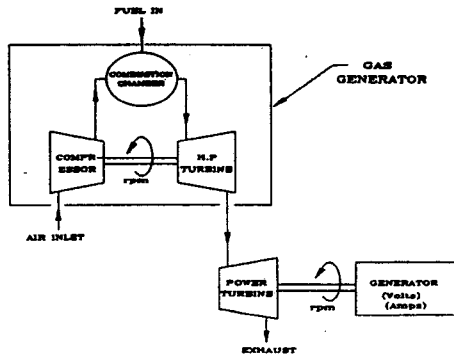 FUEL IN
COMBUSTION
CHAMBER
GAS
GENERATOR
COMPR
ESSOR
rpm
H.P
TURBINE
AIR INLET
POWER
TURBINE
rpm
GENERATOR
(Volts)
(Amps)
EXHAUST